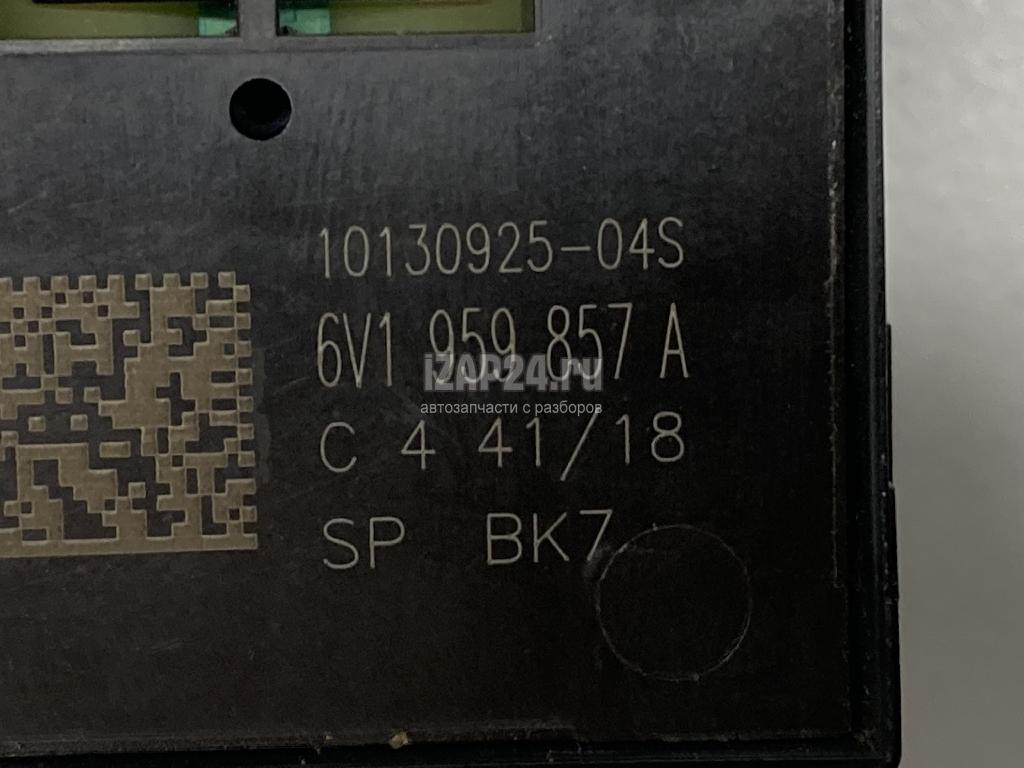 10130925-04S
6V1 959 857 A
iZAP24.ru
автозапчасти с разборов
C 4 41/18
SP BK7